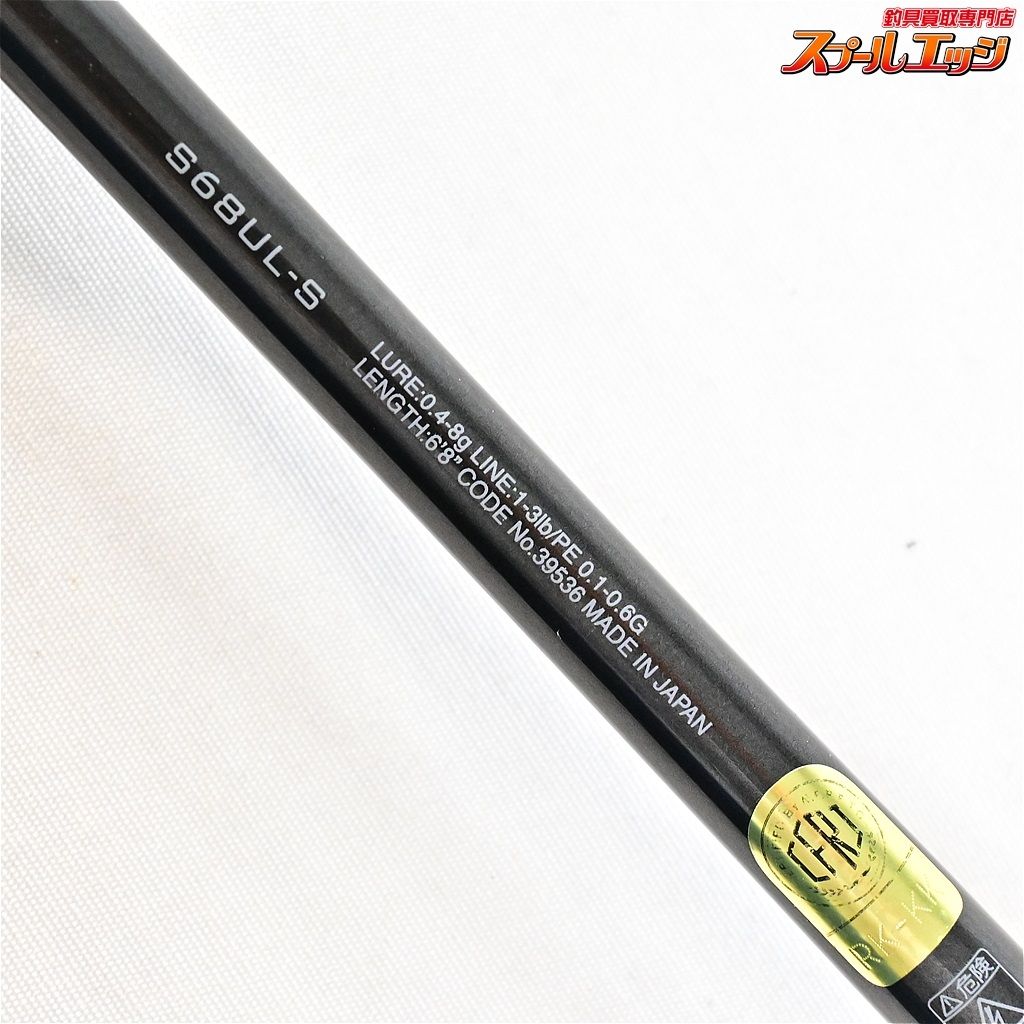 釣具買取専門店
スプールエッジ
S68UL-S
LURE:0.4-8g LINE:1-3lb/PE 0.1-0.6G
LENGTH:6'8" CODE No.39536 MADE IN JAPAN
CFRJ
⚠危険